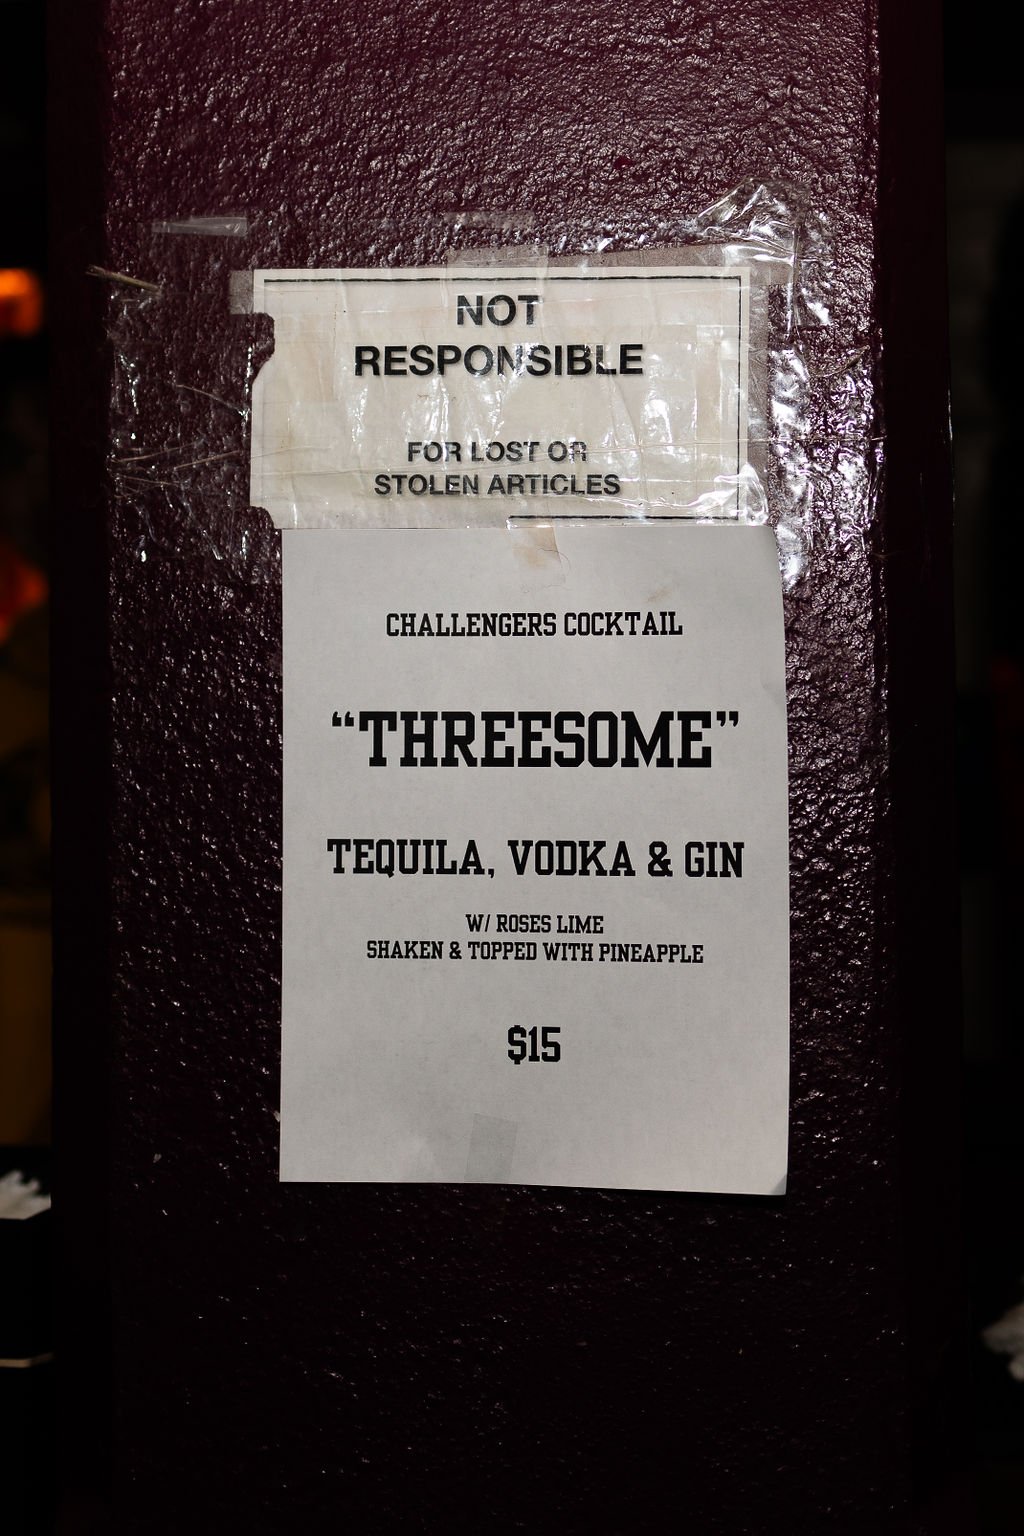 NOT
RESPONSIBLE
FOR LOST OR
STOLEN ARTICLES
CHALLENGERS COCKTAIL
“THREESOME”
TEQUILA, VODKA & GIN
W/ ROSES LIME
SHAKEN & TOPPED WITH PINEAPPLE
$15